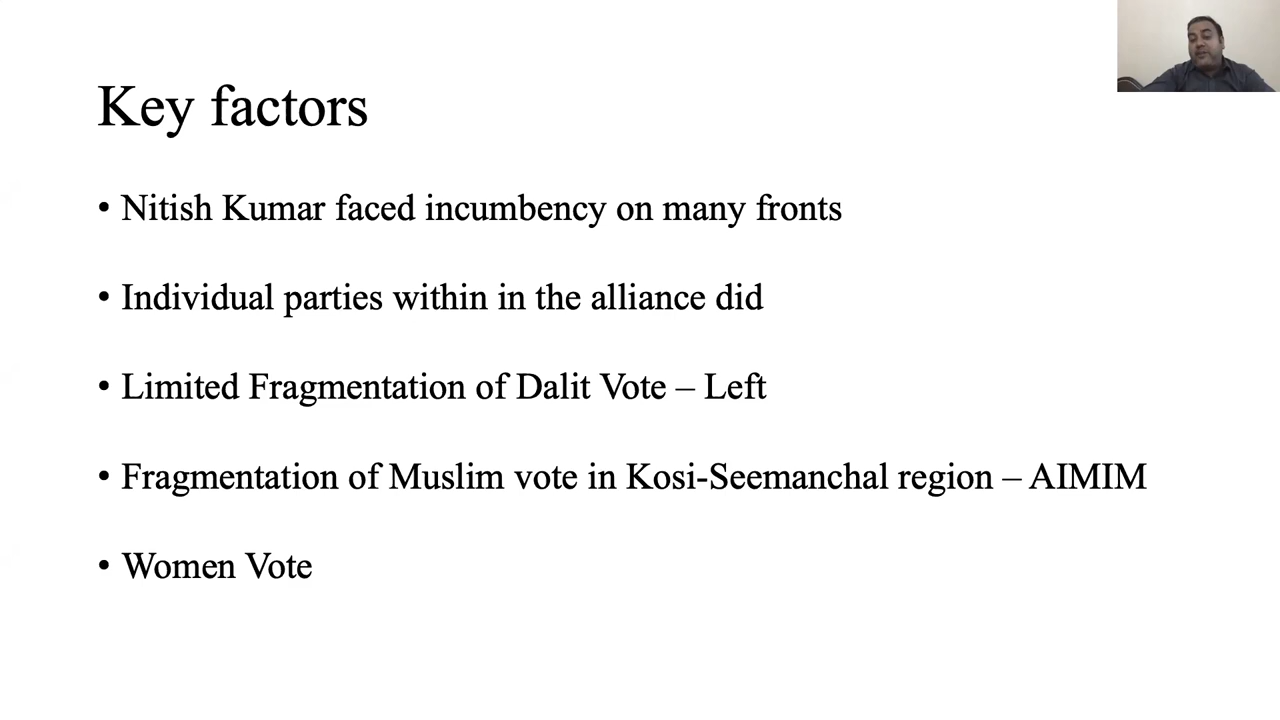 Key factors
• Nitish Kumar faced incumbency on many fronts
• Individual parties within in the alliance did
• Limited Fragmentation of Dalit Vote – Left
• Fragmentation of Muslim vote in Kosi-Seemanchal region – AIMIM
• Women Vote